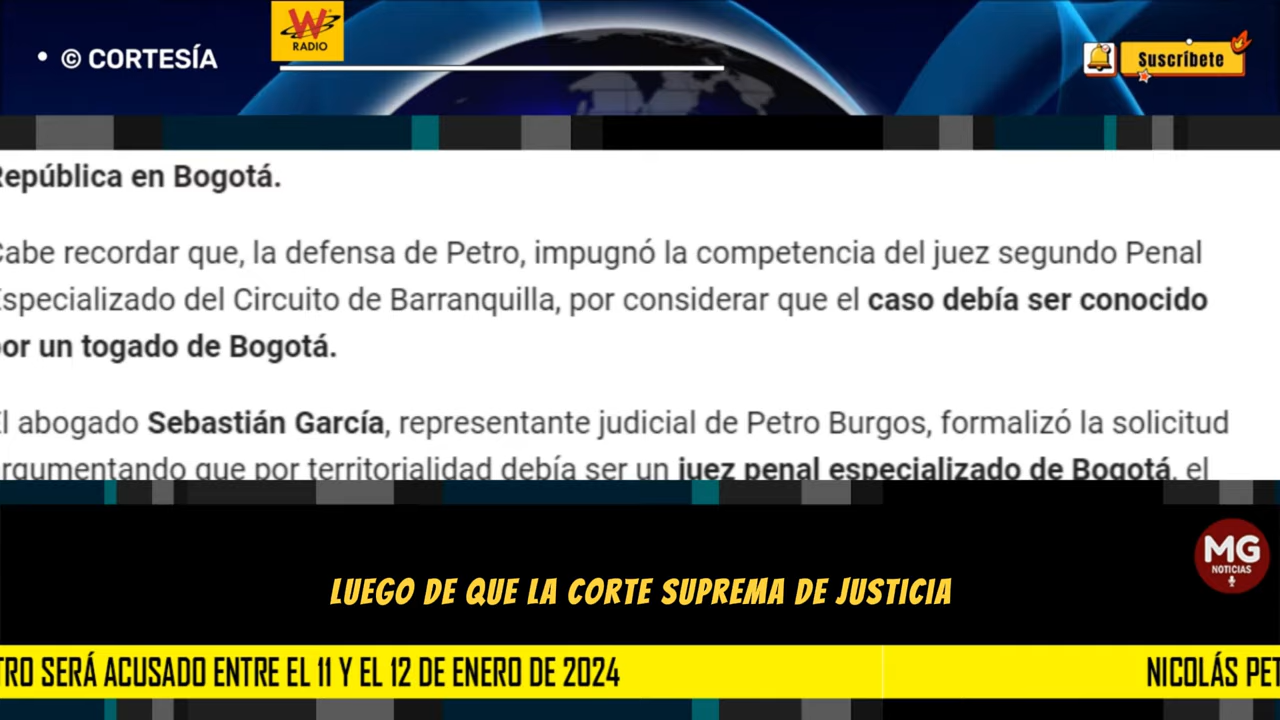 • © CORTESÍA
W
RADIO
Suscríbete
República en Bogotá.
Cabe recordar que, la defensa de Petro, impugnó la competencia del juez segundo Penal
Especializado del Circuito de Barranquilla, por considerar que el caso debía ser conocido
por un togado de Bogotá.
El abogado Sebastián García, representante judicial de Petro Burgos, formalizó la solicitud
argumentando que por territorialidad debía ser un juez penal especializado de Bogotá, el
MG
NOTICIAS
LUEGO DE QUE LA CORTE SUPREMA DE JUSTICIA
TRO SERÁ ACUSADO ENTRE EL 11 Y EL 12 DE ENERO DE 2024 NICOLÁS PET